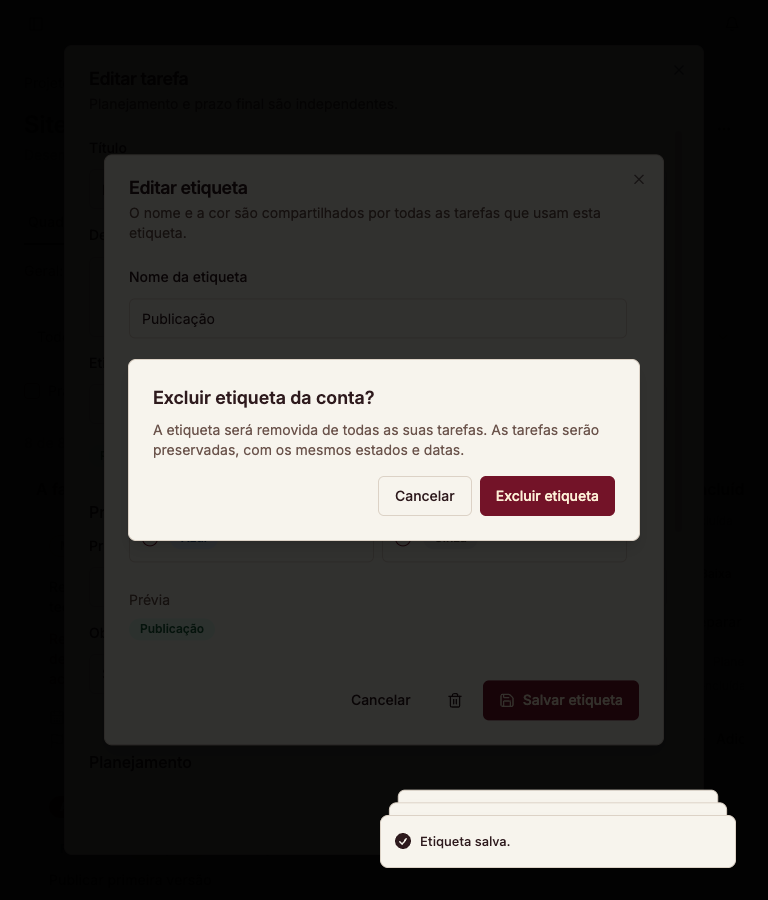 Editar tarefa
Planejamento e prazo final são independentes.
Título
Editar etiqueta
O nome e a cor são compartilhados por todas as tarefas que usam esta
etiqueta.
Nome da etiqueta
Publicação
Excluir etiqueta da conta?
A etiqueta será removida de todas as suas tarefas. As tarefas serão
preservadas, com os mesmos estados e datas.
Cancelar
Excluir etiqueta
Prévia
Publicação
Cancelar
Salvar etiqueta
Planejamento
Etiqueta salva.